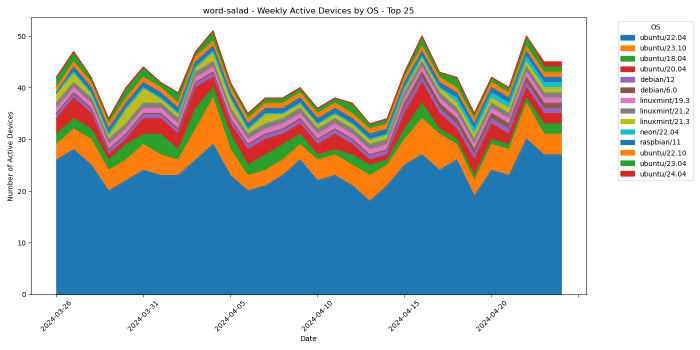 word-salad - Weekly Active Devices by OS - Top 25
Number of Active Devices
50
40
30
20
10
0
2024-03-26
2024-03-31
2024-04-05
2024-04-10
2024-04-15
2024-04-20
Date
OS
ubuntu/22.04
ubuntu/23.10
ubuntu/18.04
ubuntu/20.04
debian/12
debian/6.0
linuxmint/19.3
linuxmint/21.2
linuxmint/21.3
neon/22.04
raspbian/11
ubuntu/22.10
ubuntu/23.04
ubuntu/24.04